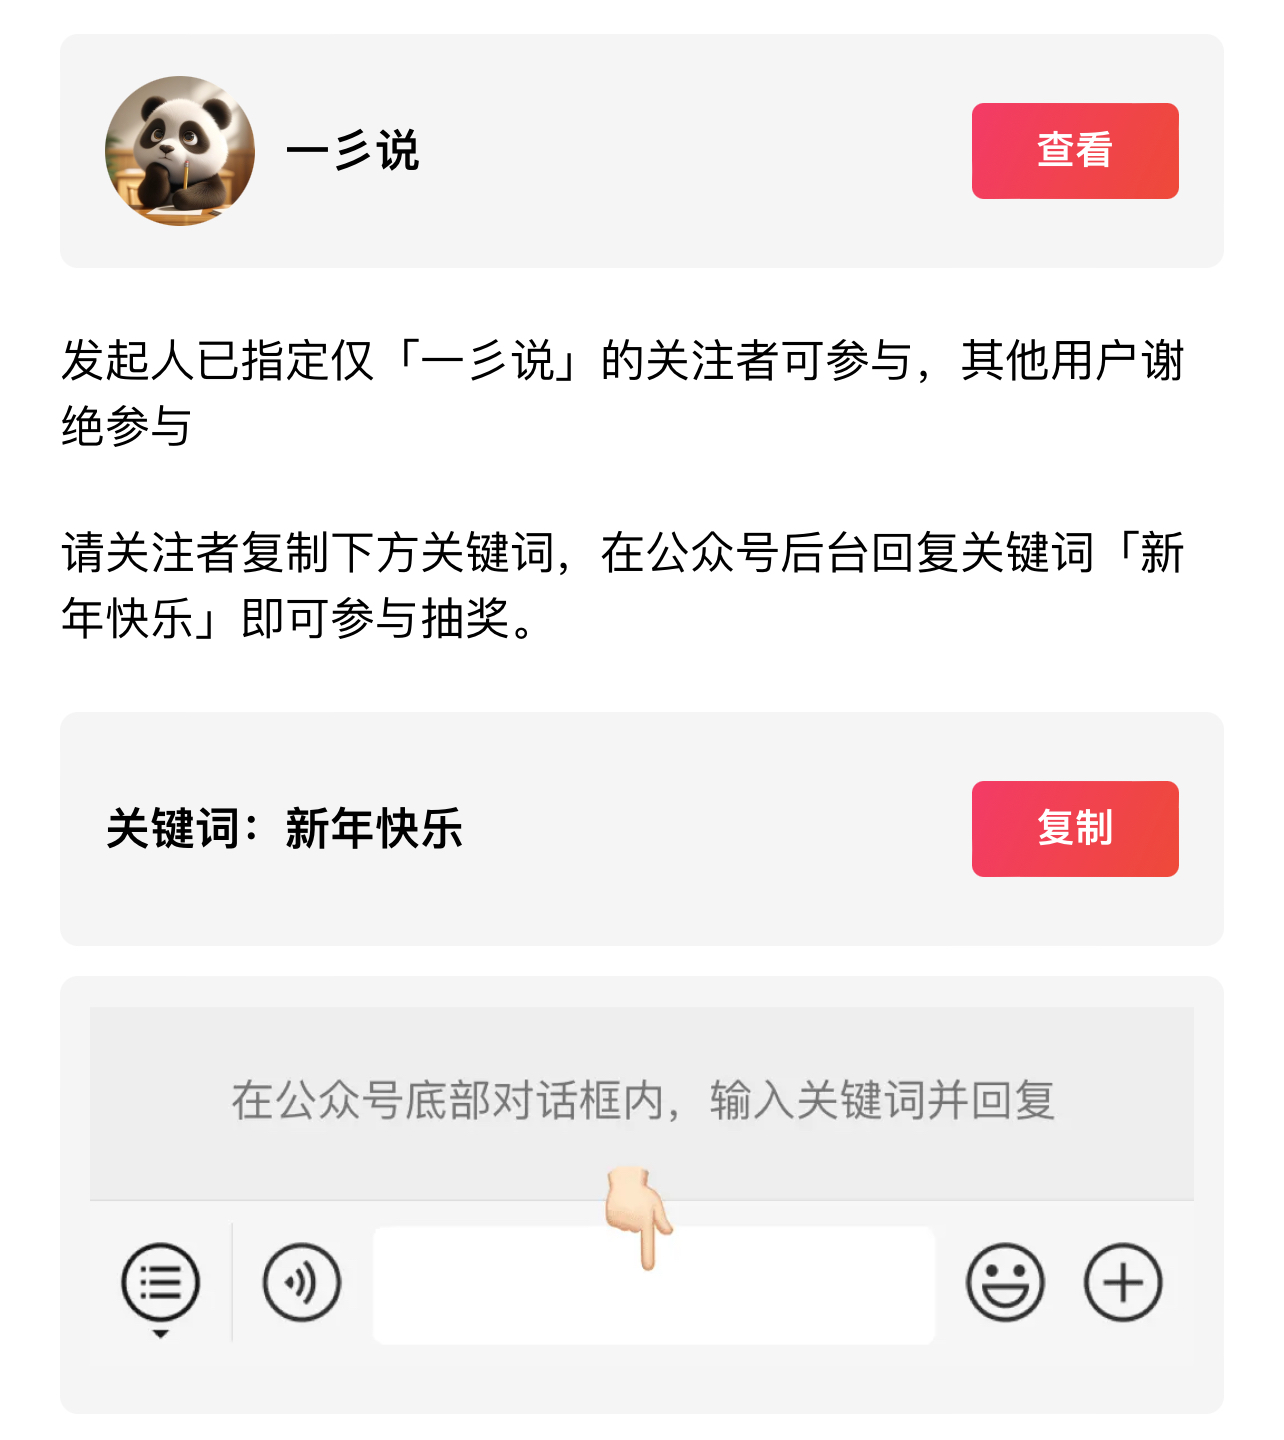 一彡说
查看
发起人已指定仅「一彡说」的关注者可参与，其他用户谢
绝参与
请关注者复制下方关键词，在公众号后台回复关键词「新
年快乐」即可参与抽奖。
关键词：新年快乐
复制
在公众号底部对话框内，输入关键词并回复